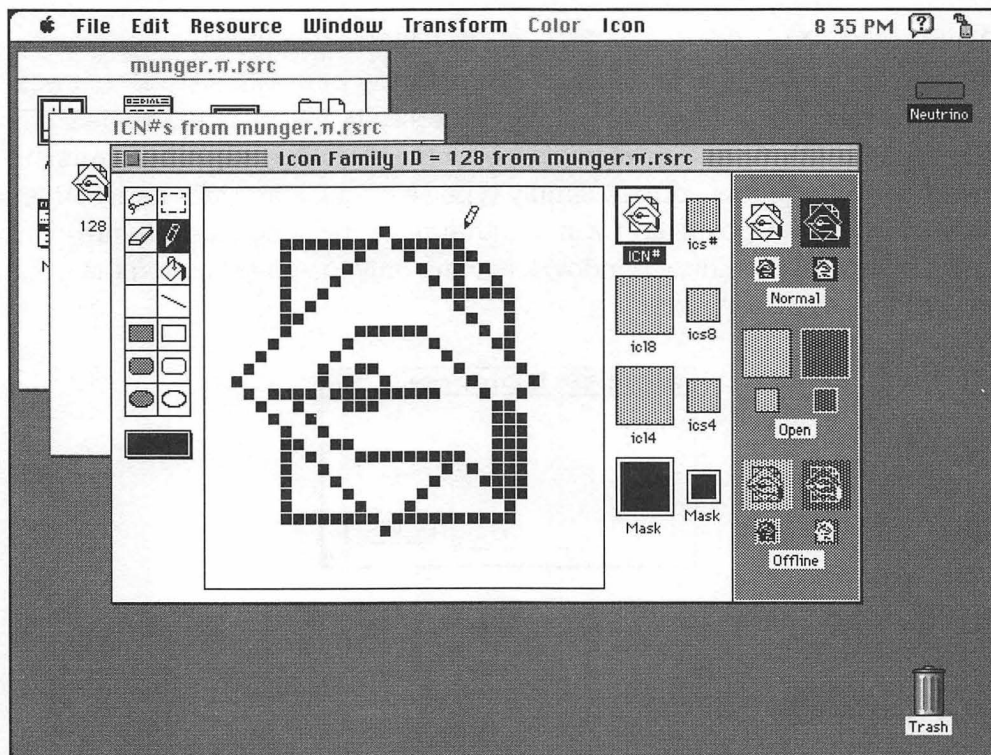 File Edit Resource Window Transform Color Icon 8 35 PM
munger.π.rsrc
Neutrino
ICN#s from munger.π.rsrc
Icon Family ID = 128 from munger.π.rsrc
128
ICN#
ics#
Normal
icl8
ics8
icl4
ics4
Open
Mask
Mask
Offline
Trash